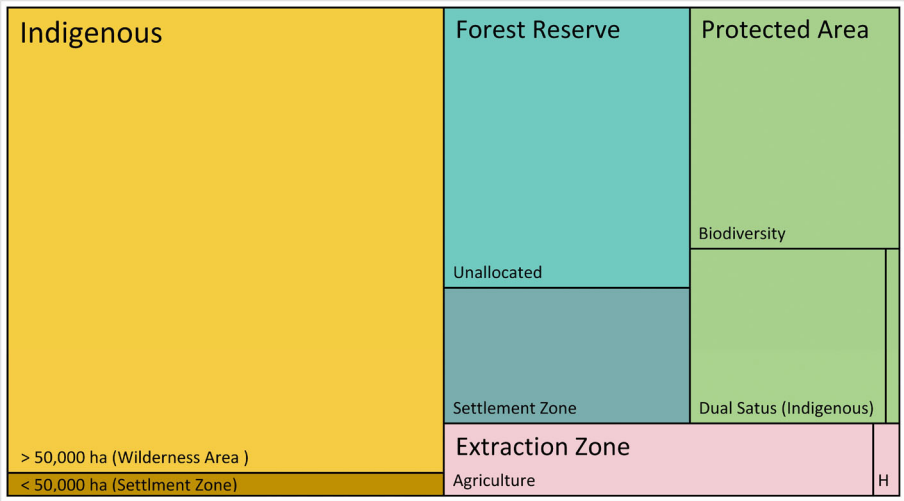 Indigenous
> 50,000 ha (Wilderness Area )
< 50,000 ha (Settlment Zone)
Forest Reserve
Unallocated
Settlement Zone
Protected Area
Biodiversity
Dual Satus (Indigenous)
Extraction Zone
Agriculture
H